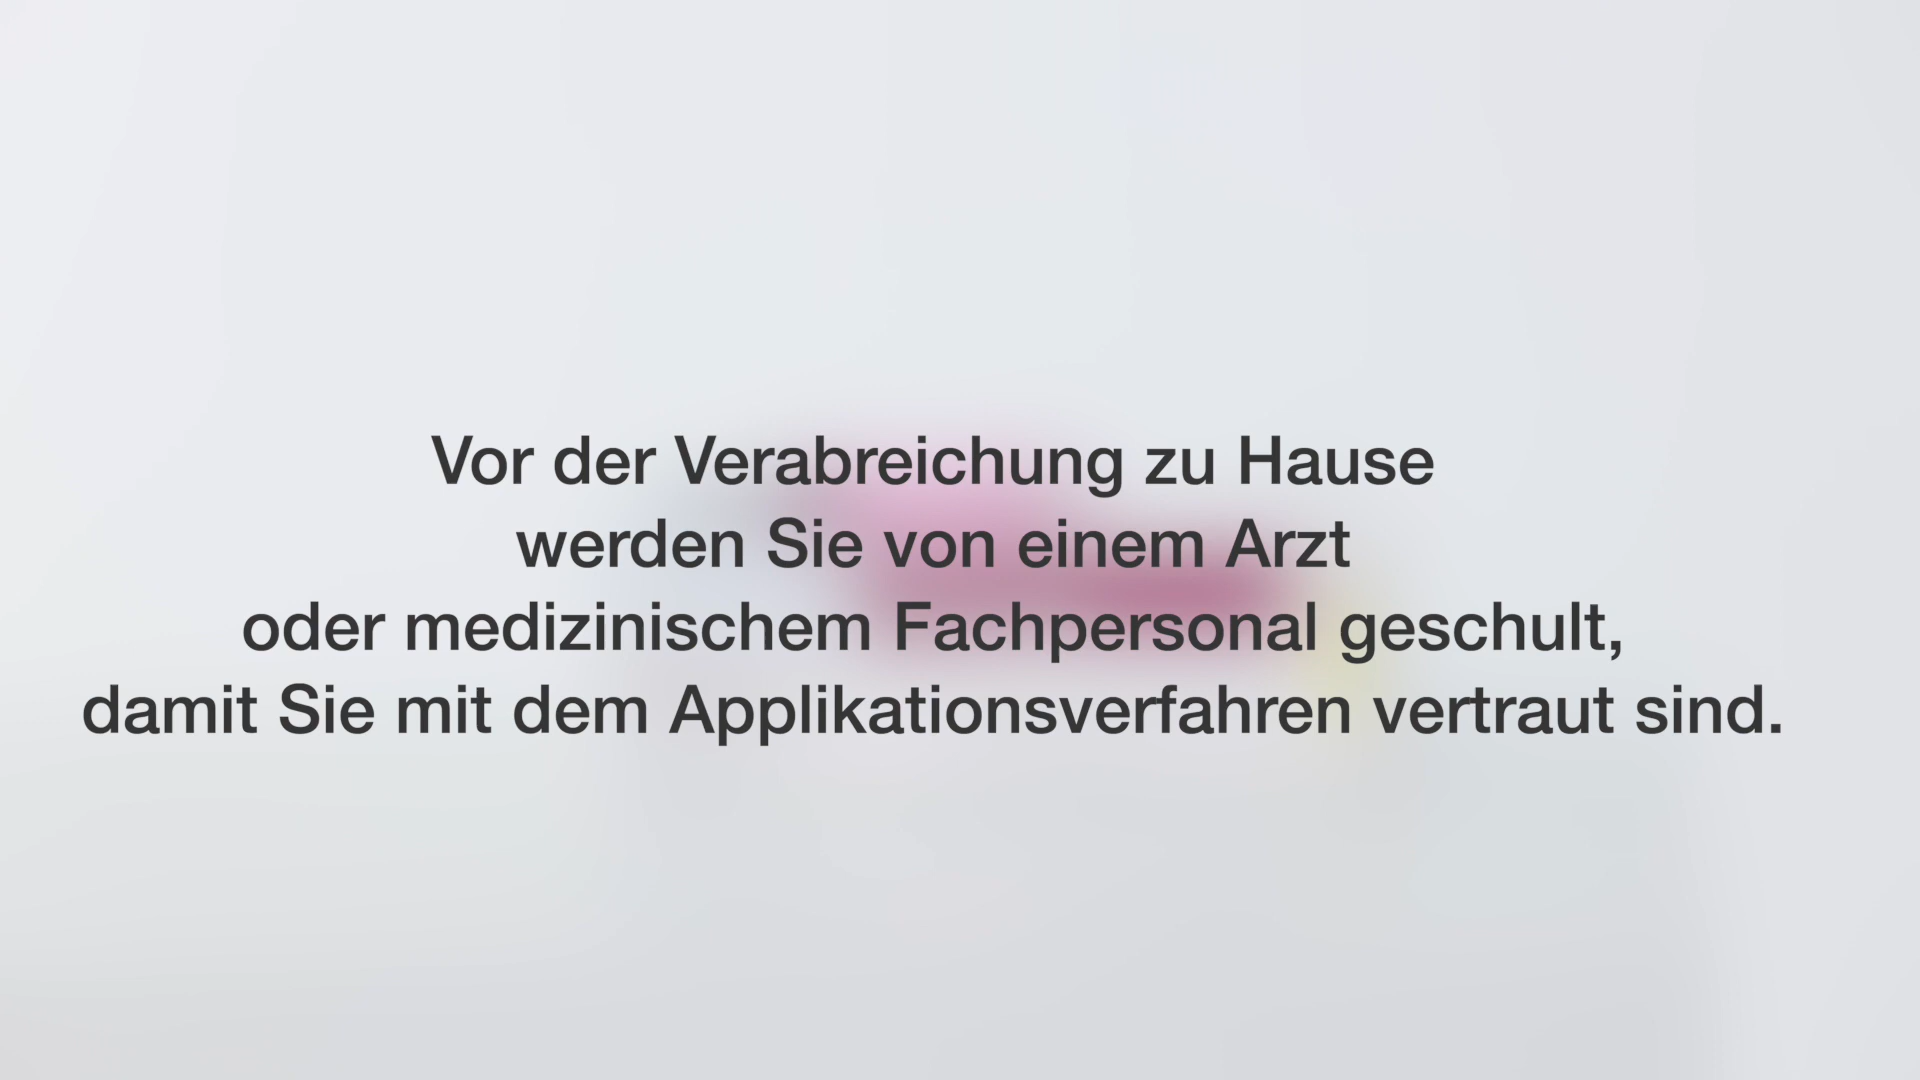 Vor der Verabreichung zu Hause
werden Sie von einem Arzt
oder medizinischem Fachpersonal geschult,
damit Sie mit dem Applikationsverfahren vertraut sind.